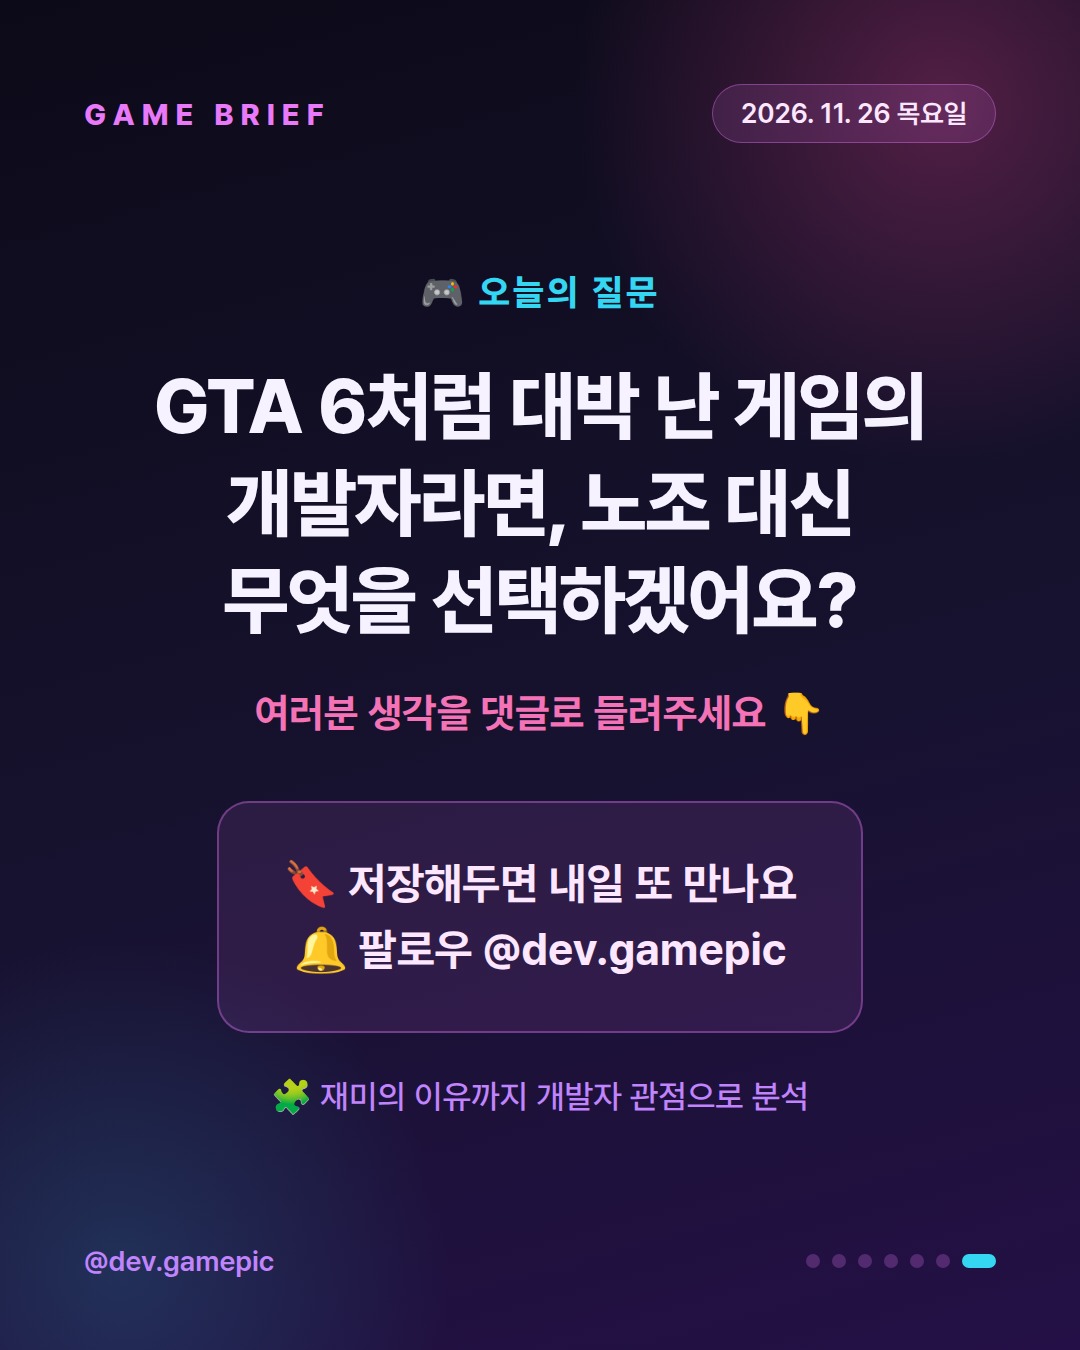 GAME BRIEF
2026. 11. 26 목요일
🎮 오늘의 질문
GTA 6처럼 대박 난 게임의
개발자라면, 노조 대신
무엇을 선택하겠어요?
여러분 생각을 댓글로 들려주세요 👇
🔖 저장해두면 내일 또 만나요
🔔 팔로우 @dev.gamepic
🧩 재미의 이유까지 개발자 관점으로 분석
@dev.gamepic